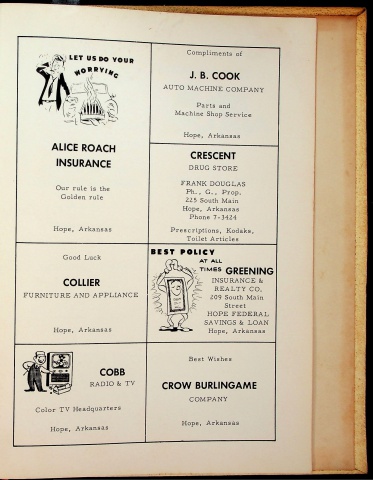 LET US DO YOUR
WORRYING
ALICE ROACH
INSURANCE
Our rule is the
Golden rule
Hope, Arkansas
Compliments of
J. B. COOK
AUTO MACHINE COMPANY
Parts and
Machine Shop Service
Hope, Arkansas
CRESCENT
DRUG STORE
FRANK DOUGLAS
Ph., G., Prop.
225 South Main
Hope, Arkansas
Phone 7-3424
Prescriptions, Kodaks,
Toilet Articles
Good Luck
COLLIER
FURNITURE AND APPLIANCE
Hope, Arkansas
BEST POLICY
AT ALL
TIMES GREENING
INSURANCE &
REALTY CO.
209 South Main
Street
HOPE FEDERAL
SAVINGS & LOAN
Hope, Arkansas
COBB
RADIO & TV
Color TV Headquarters
Hope, Arkansas
Best Wishes
CROW BURLINGAME
COMPANY
Hope, Arkansas